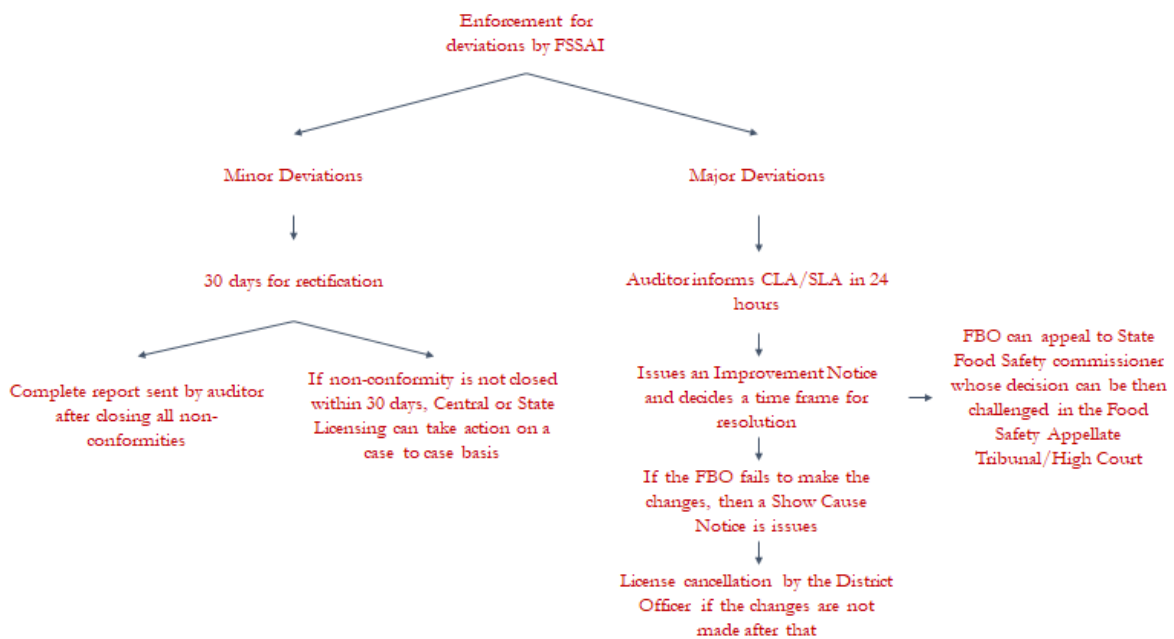 Enforcement for
deviations by FSSAI
Minor Deviations
Major Deviations
30 days for rectification
Auditor informs CLA/SLA in 24
hours
Complete report sent by auditor
after closing all non-
conformities
If non-conformity is not closed
within 30 days, Central or State
Licensing can take action on a
case to case basis
Issues an Improvement Notice
and decides a time frame for
resolution
FBO can appeal to State
Food Safety commissioner
whose decision can be then
challenged in the Food
Safety Appellate
Tribunal/High Court
If the FBO fails to make the
changes, then a Show Cause
Notice is issues
License cancellation by the District
Officer if the changes are not
made after that